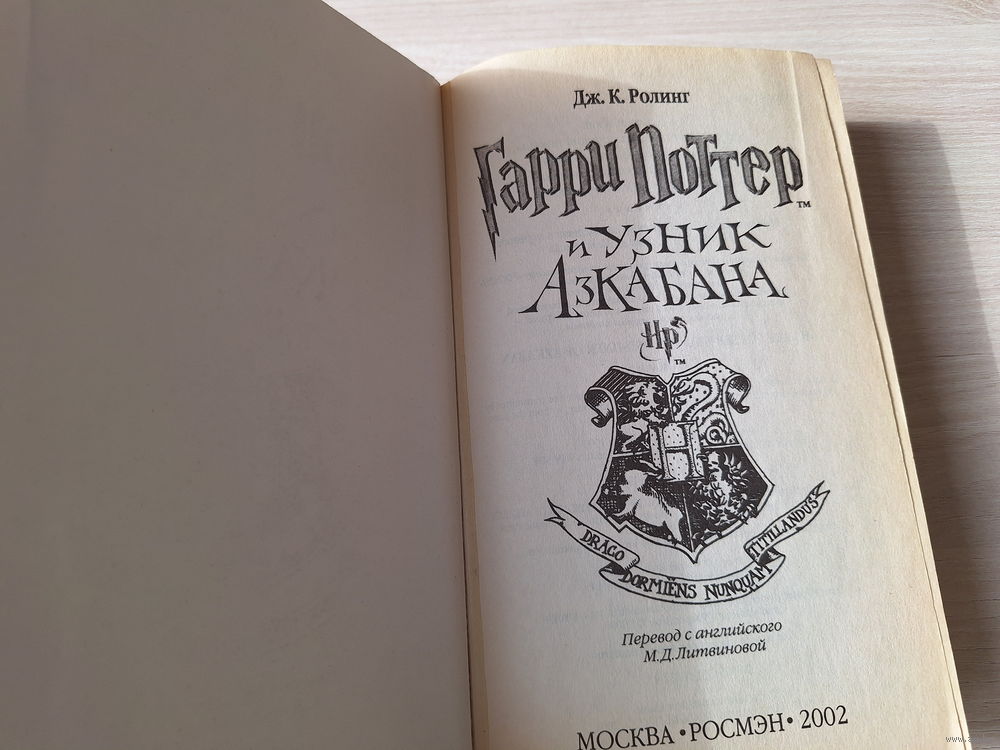 Дж. К. Ролинг
Гарри Поттер™
и узник
Азкабана
HP™
H
DRACO
DORMIENS NUNQUAM
TITILLANDUS
Перевод с английского
М.Д.Литвиновой
МОСКВА • РОСМЭН • 2002